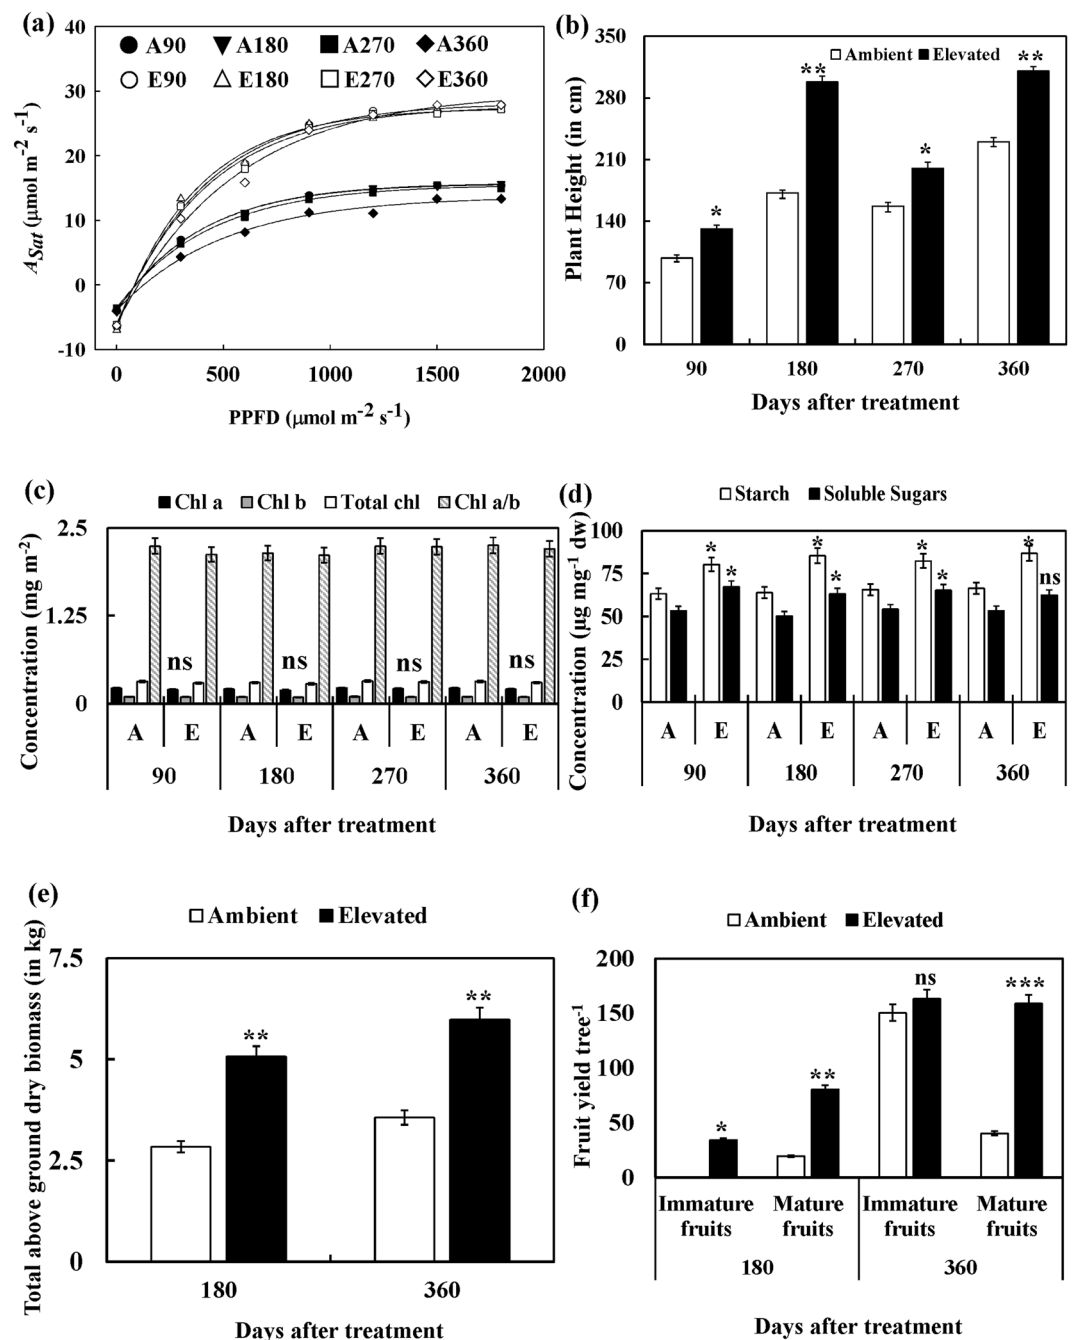 (a)
A90 A180 A270 A360
E90 E180 E270 E360
40
30
20
10
0
-10
A_Sat (μmol m⁻² s⁻¹)
0 500 1000 1500 2000
PPFD (μmol m⁻² s⁻¹)
(b)
Ambient Elevated
350
280
210
140
70
0
Plant Height (in cm)
* ** * **
90 180 270 360
Days after treatment
(c)
Chl a Chl b Total chl Chl a/b
2.5
1.25
0
Concentration (mg m⁻²)
ns ns ns ns
A E A E A E A E
90 180 270 360
Days after treatment
(d)
Starch Soluble Sugars
100
75
50
25
0
Concentration (μg mg⁻¹ dw)
* * * *
* * * ns
A E A E A E A E
90 180 270 360
Days after treatment
(e)
Ambient Elevated
7.5
5
2.5
0
Total above ground dry biomass (in kg)
** **
180 360
Days after treatment
(f)
Ambient Elevated
200
150
100
50
0
Fruit yield tree⁻¹
* ** ns ***
Immature Mature Immature Mature
fruits fruits fruits fruits
180 360
Days after treatment